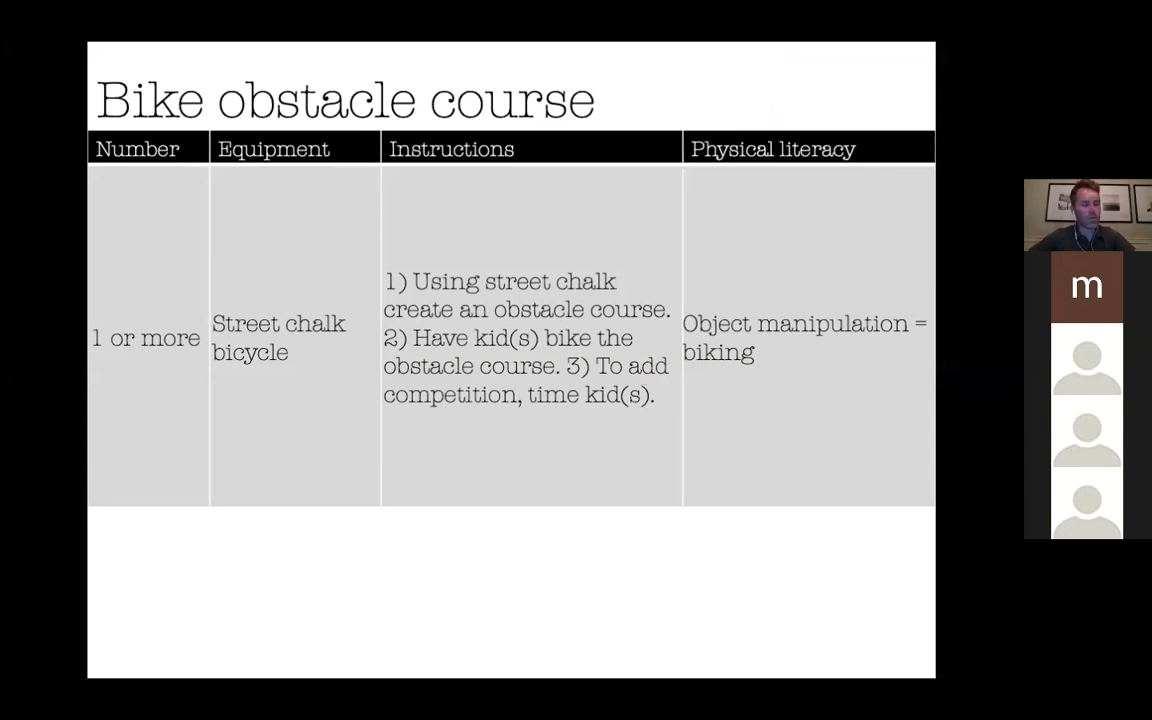 Bike obstacle course
Number
Equipment
Instructions
Physical literacy
1 or more
Street chalk
bicycle
1) Using street chalk
create an obstacle course.
2) Have kid(s) bike the
obstacle course. 3) To add
competition, time kid(s).
Object manipulation =
biking
m